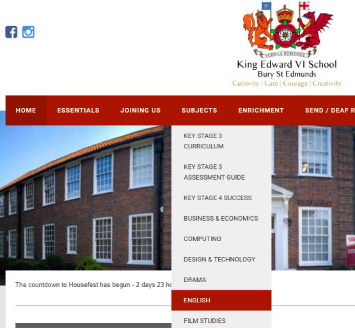 King Edward VI School
Bury St Edmunds
Curiosity | Care | Courage | Creativity
HOME ESSENTIALS JOINING US SUBJECTS ENRICHMENT SEND / DEAF R
KEY STAGE 3
CURRICULUM
KEY STAGE 3
ASSESSMENT GUIDE
KEY STAGE 4 SUCCESS
BUSINESS & ECONOMICS
COMPUTING
DESIGN & TECHNOLOGY
DRAMA
The countdown to Housefest has begun - 2 days 23 h
ENGLISH
FILM STUDIES